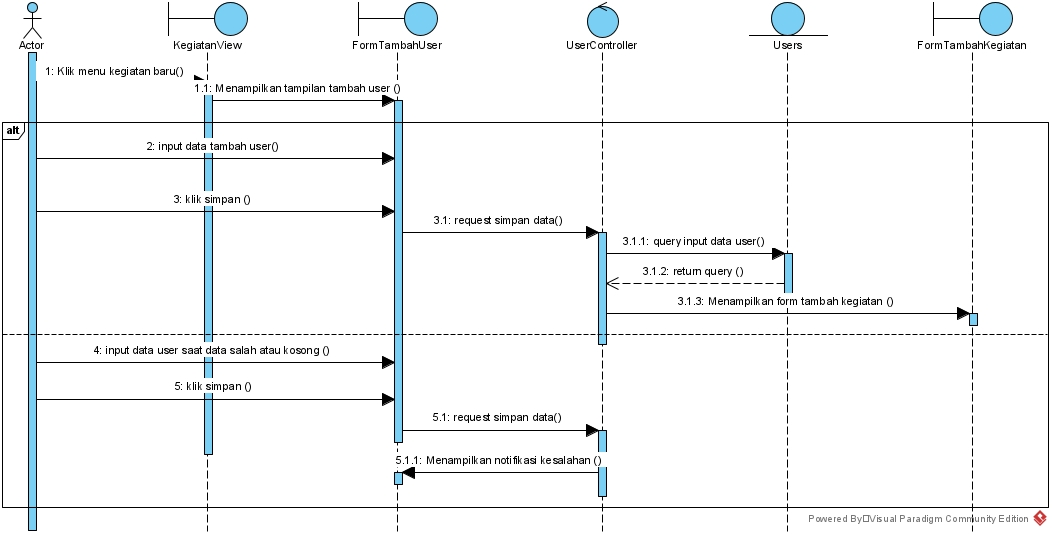 Actor
KegiatanView
FormTambahUser
UserController
Users
FormTambahKegiatan
1: Klik menu kegiatan baru()
1.1: Menampilkan tampilan tambah user ()
alt
2: input data tambah user()
3: klik simpan ()
3.1: request simpan data()
3.1.1: query input data user()
3.1.2: return query ()
3.1.3: Menampilkan form tambah kegiatan ()
4: input data user saat data salah atau kosong ()
5: klik simpan ()
5.1: request simpan data()
5.1.1: Menampilkan notifikasi kesalahan ()
Powered By Visual Paradigm Community Edition